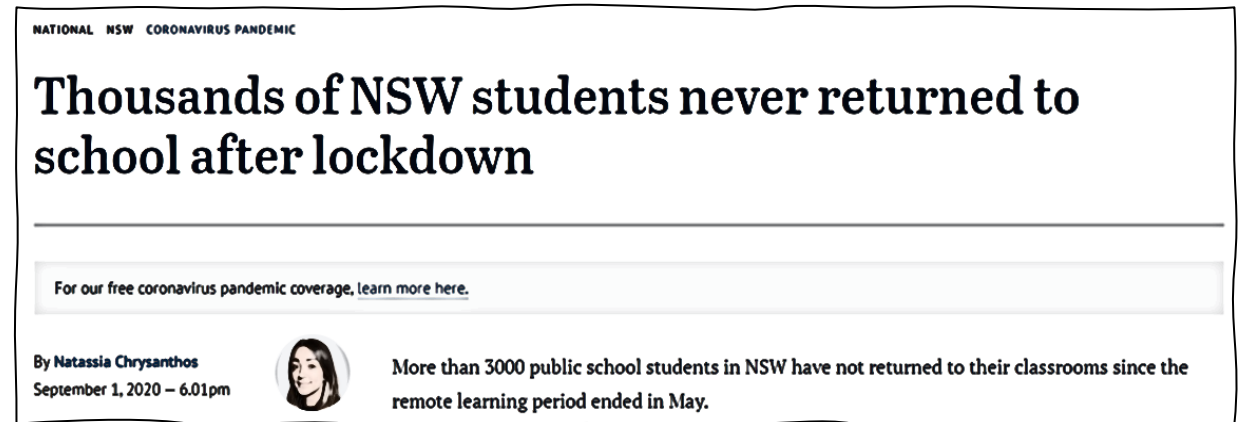 NATIONAL NSW CORONAVIRUS PANDEMIC
Thousands of NSW students never returned to
school after lockdown
For our free coronavirus pandemic coverage, learn more here.
By Natassia Chrysanthos
September 1, 2020 – 6.01pm
More than 3000 public school students in NSW have not returned to their classrooms since the
remote learning period ended in May.